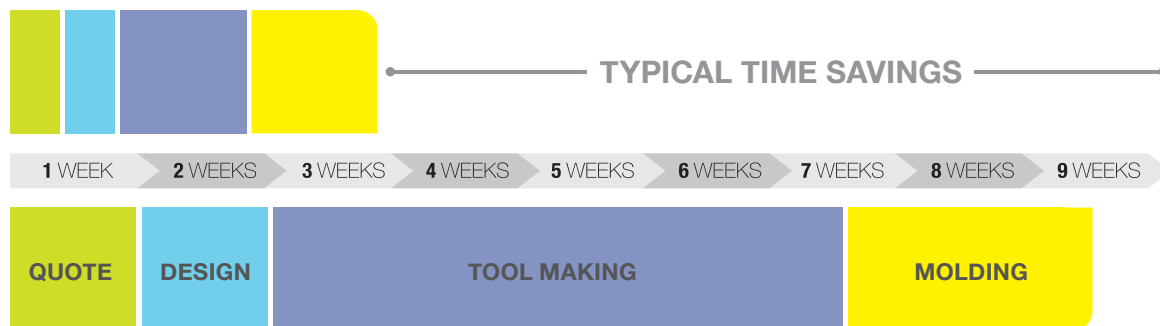 TYPICAL TIME SAVINGS
1 WEEK 2 WEEKS 3 WEEKS 4 WEEKS 5 WEEKS 6 WEEKS 7 WEEKS 8 WEEKS 9 WEEKS
QUOTE DESIGN TOOL MAKING MOLDING